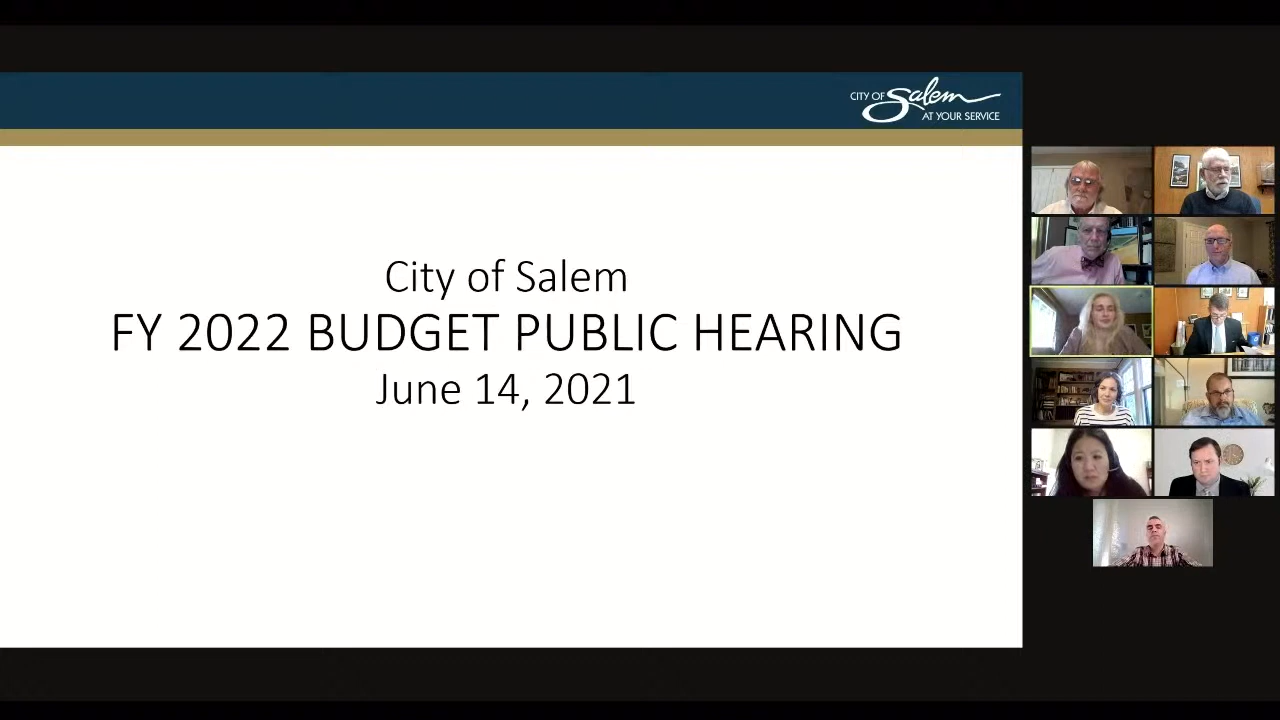 CITY OF Salem
AT YOUR SERVICE
City of Salem
FY 2022 BUDGET PUBLIC HEARING
June 14, 2021